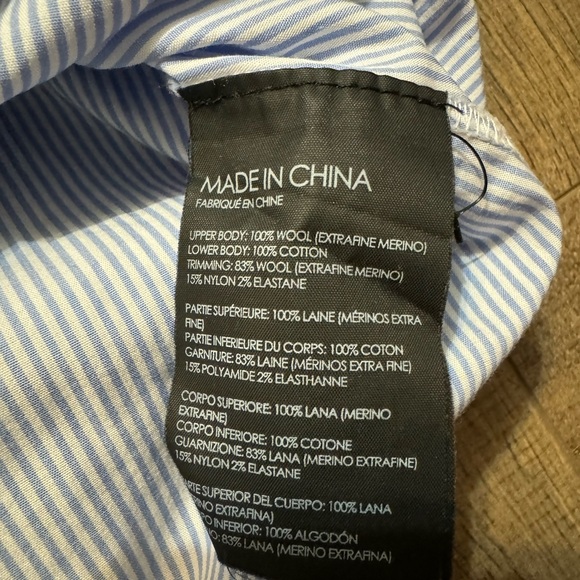 MADE IN CHINA
FABRIQUÉ EN CHINE
UPPER BODY: 100% WOOL (EXTRAFINE MERINO)
LOWER BODY: 100% COTTON
TRIMMING: 83% WOOL (EXTRAFINE MERINO)
15% NYLON 2% ELASTANE
PARTIE SUPÉRIEURE: 100% LAINE (MÉRINOS EXTRA
FINE)
PARTIE INFERIEURE DU CORPS: 100% COTON
GARNITURE: 83% LAINE (MÉRINOS EXTRA FINE)
15% POLYAMIDE 2% ELASTHANNE
CORPO SUPERIORE: 100% LANA (MERINO
EXTRAFINE)
CORPO INFERIORE: 100% COTONE
GUARNIZIONE: 83% LANA (MERINO EXTRAFINE)
15% NYLON 2% ELASTANE
ARTE SUPERIOR DEL CUERPO: 100% LANA
ERINO EXTRAFINA)
PO INFERIOR: 100% ALGODÓN
O: 83% LANA (MERINO EXTRAFINA)